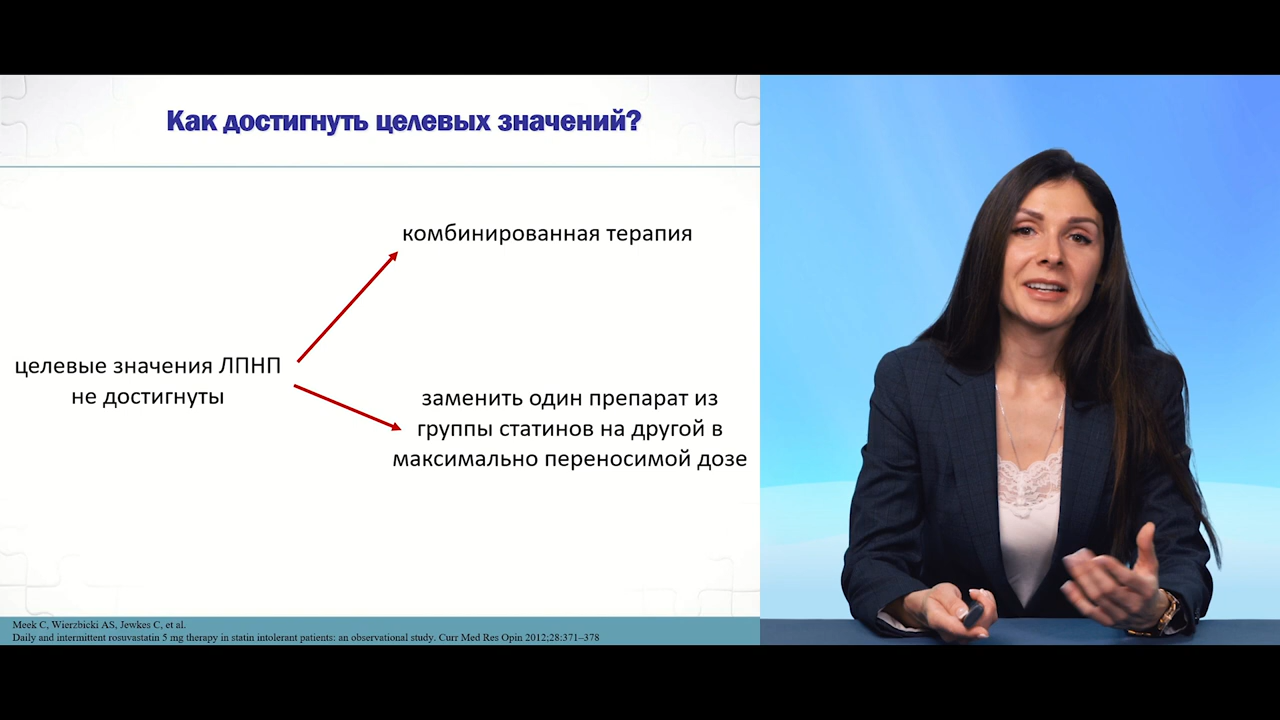 Как достигнуть целевых значений?
комбинированная терапия
целевые значения ЛПНП
не достигнуты
заменить один препарат из
группы статинов на другой в
максимально переносимой дозе
Meek C, Wierzbicki AS, Jewkes C, et al.
Daily and intermittent rosuvastatin 5 mg therapy in statin intolerant patients: an observational study. Curr Med Res Opin 2012;28:371–378